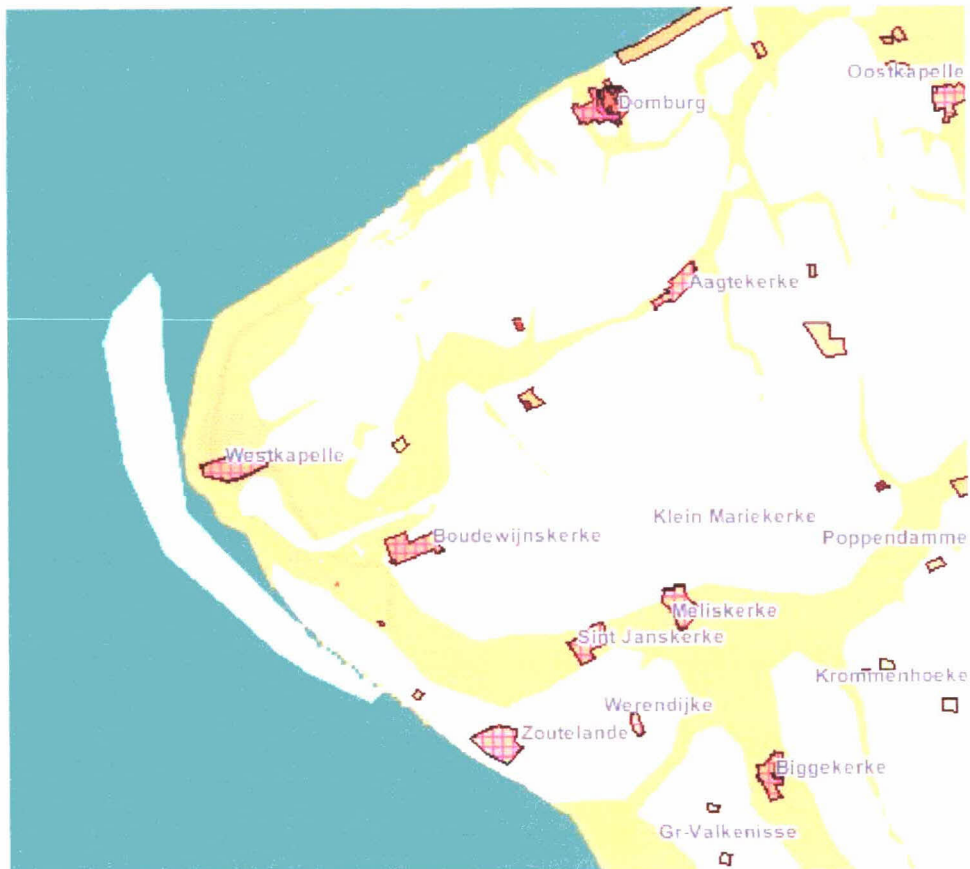 Oostkapelle
Domburg
Aagtekerke
Westkapelle
Klein Mariekerke
Boudewijnskerke
Poppendamme
Meliskerke
Sint Janskerke
Krommenhoeke
Werendijke
Zoutelande
Biggekerke
Gr-Valkenisse